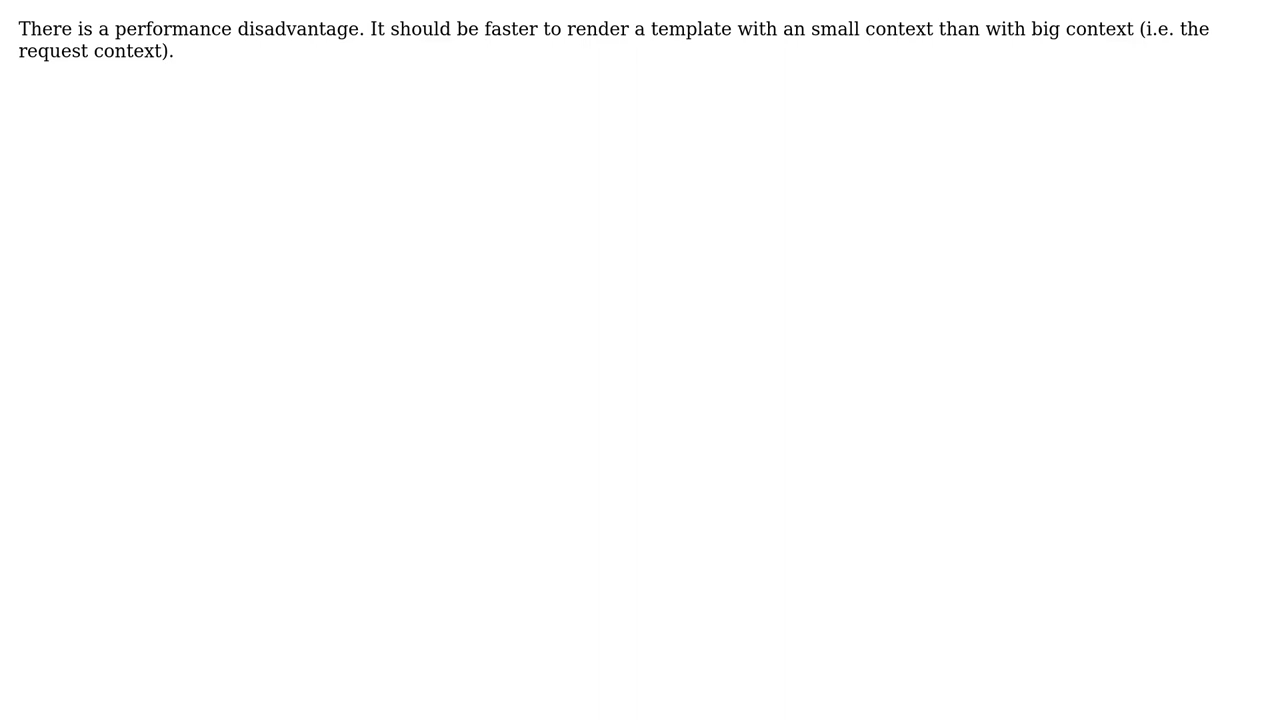 There is a performance disadvantage. It should be faster to render a template with an small context than with big context (i.e. the
request context).